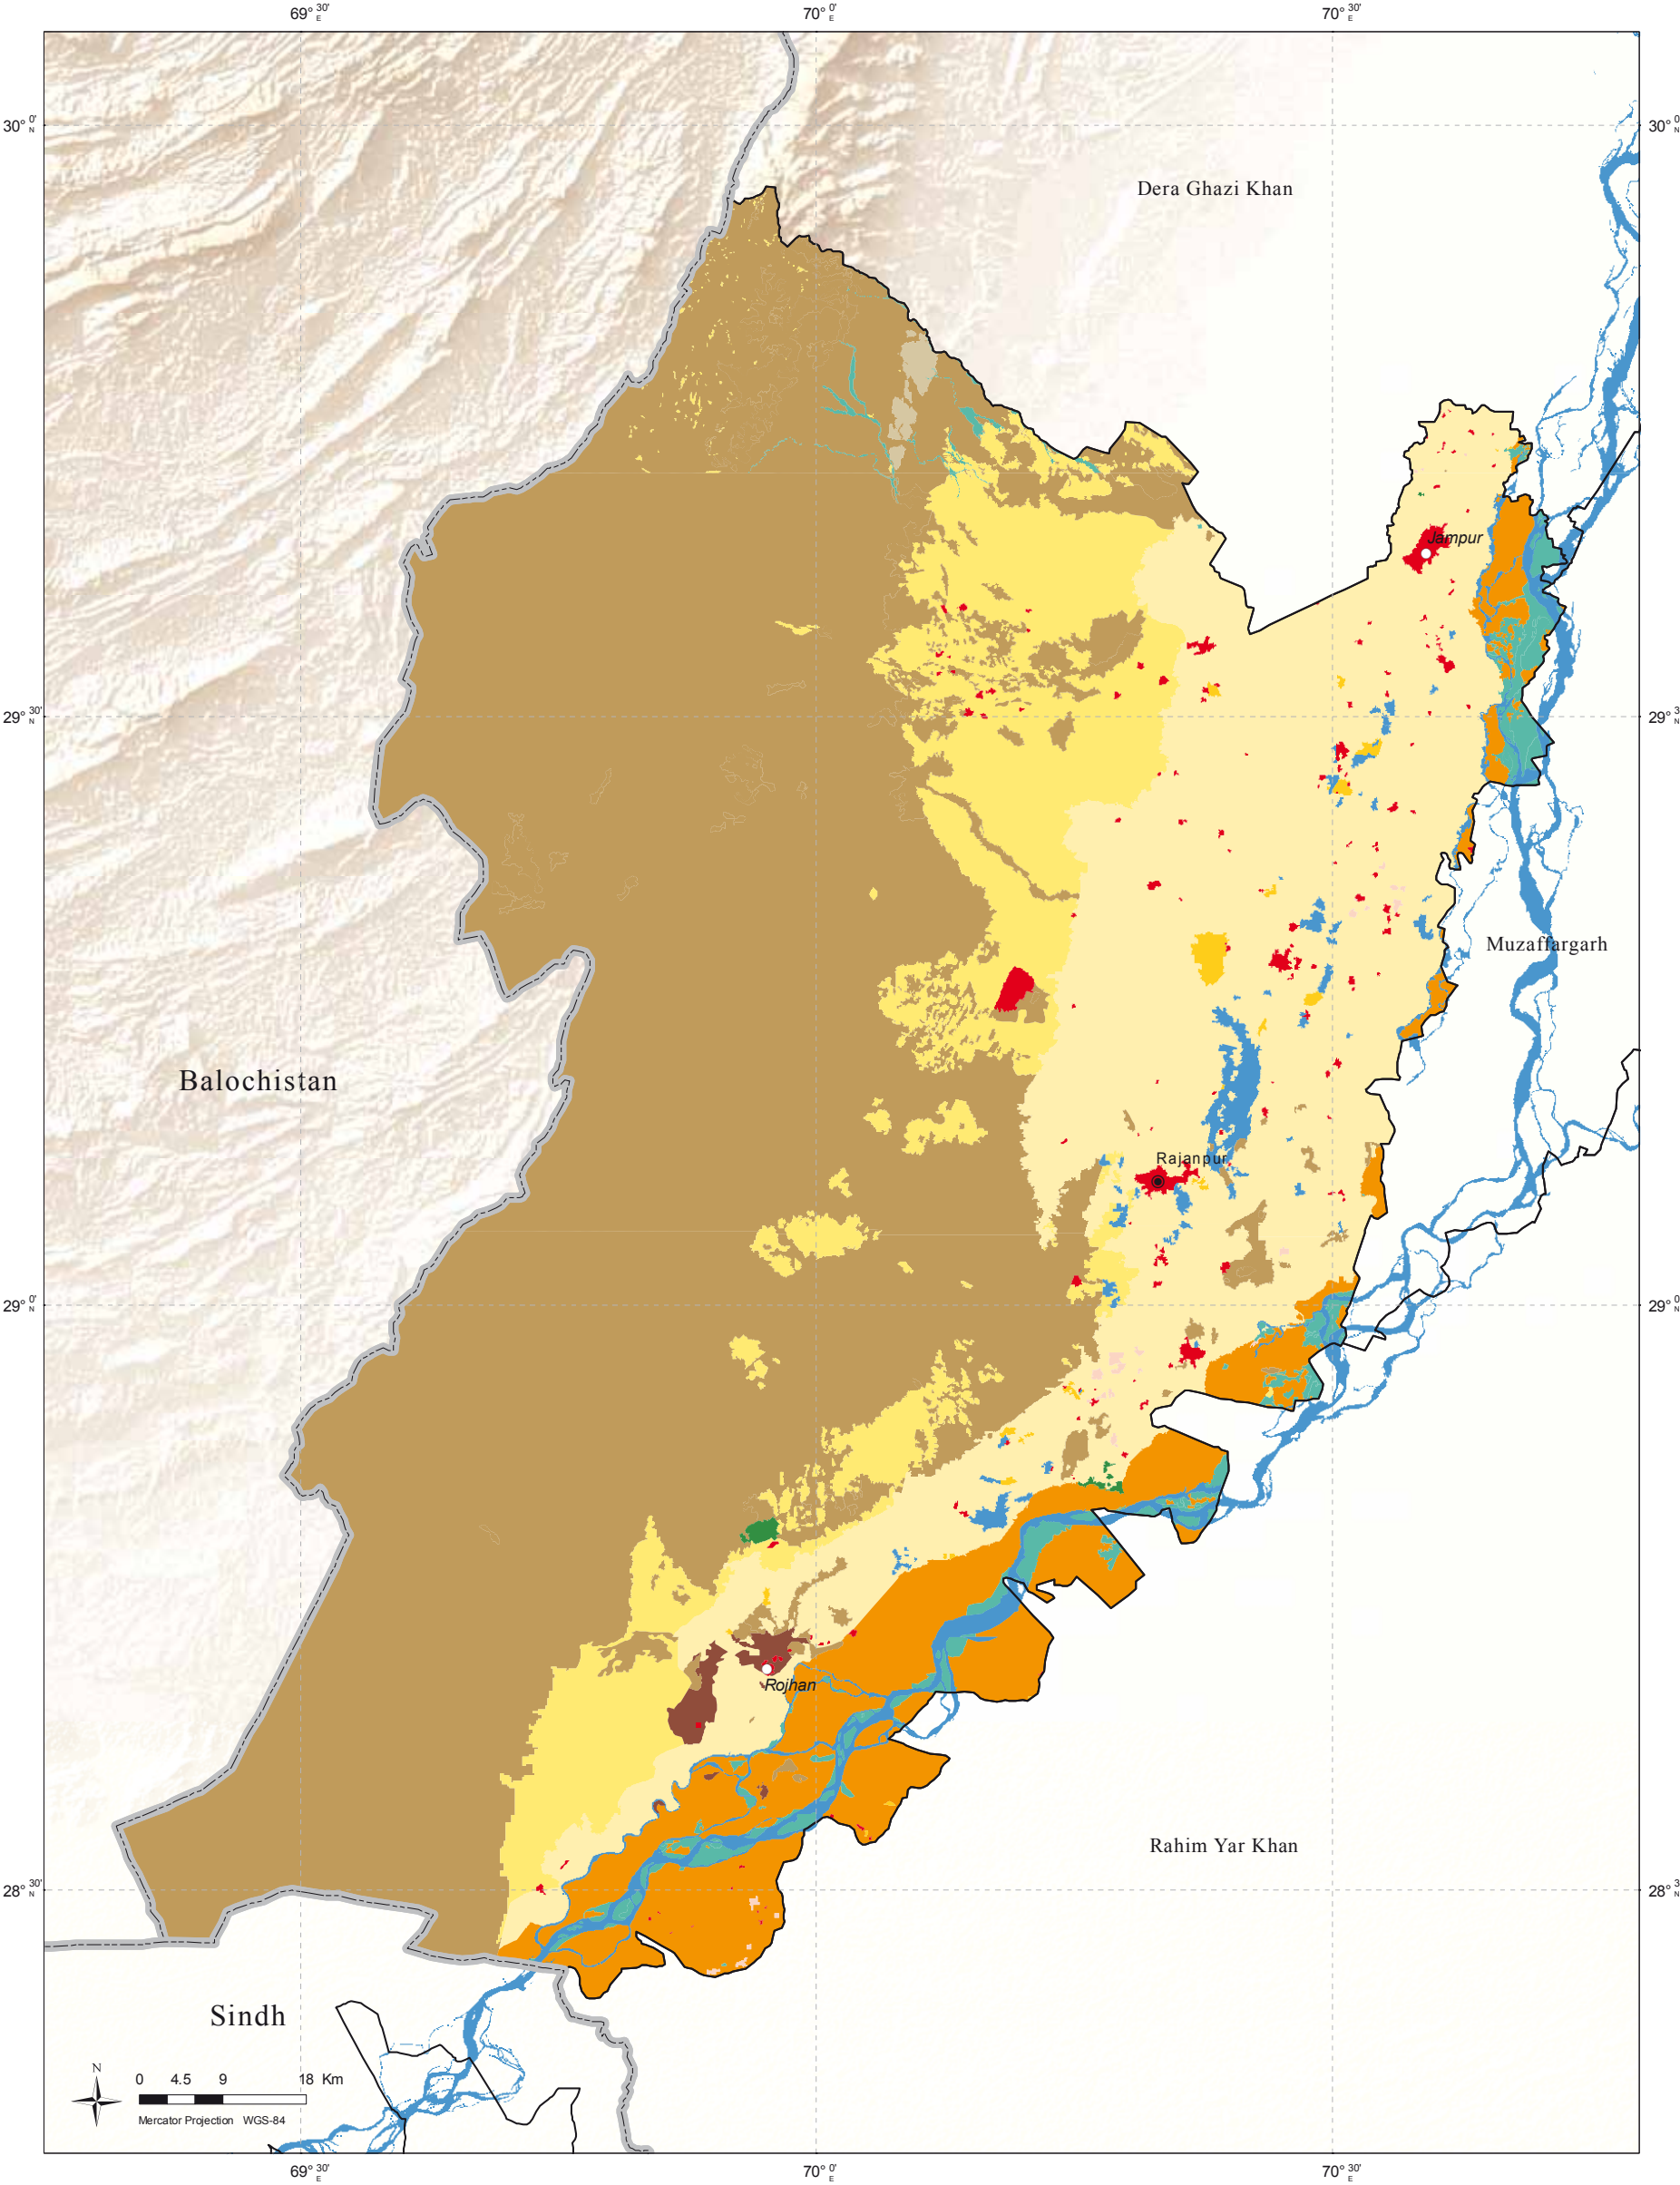 69° 30' E 70° 0' E 70° 30' E
30° 0' N 30° 0' N
Dera Ghazi Khan
Jampur
29° 30' N 29° 3
Muzaffargarh
Balochistan
Rajanpur
29° 0' N 29° 0' N
Rojhan
Rahim Yar Khan
28° 30' N 28° 3
Sindh
N
0 4.5 9 18 Km
Mercator Projection WGS-84
69° 30' E 70° 0' E 70° 30' E